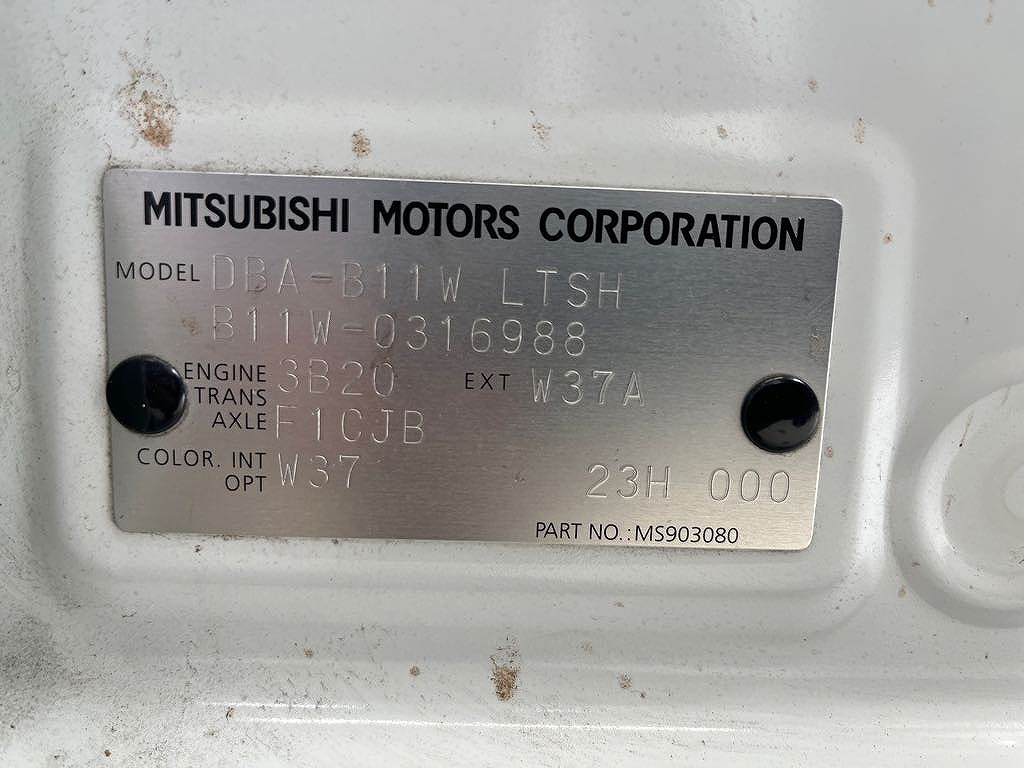 MITSUBISHI MOTORS CORPORATION
MODEL DBA-B11W LTSH
B11W-0316988
ENGINE 3B20 EXT W37A
TRANS
AXLE F1CJB
COLOR. INT W37
OPT 23H 000
PART NO.:MS903080